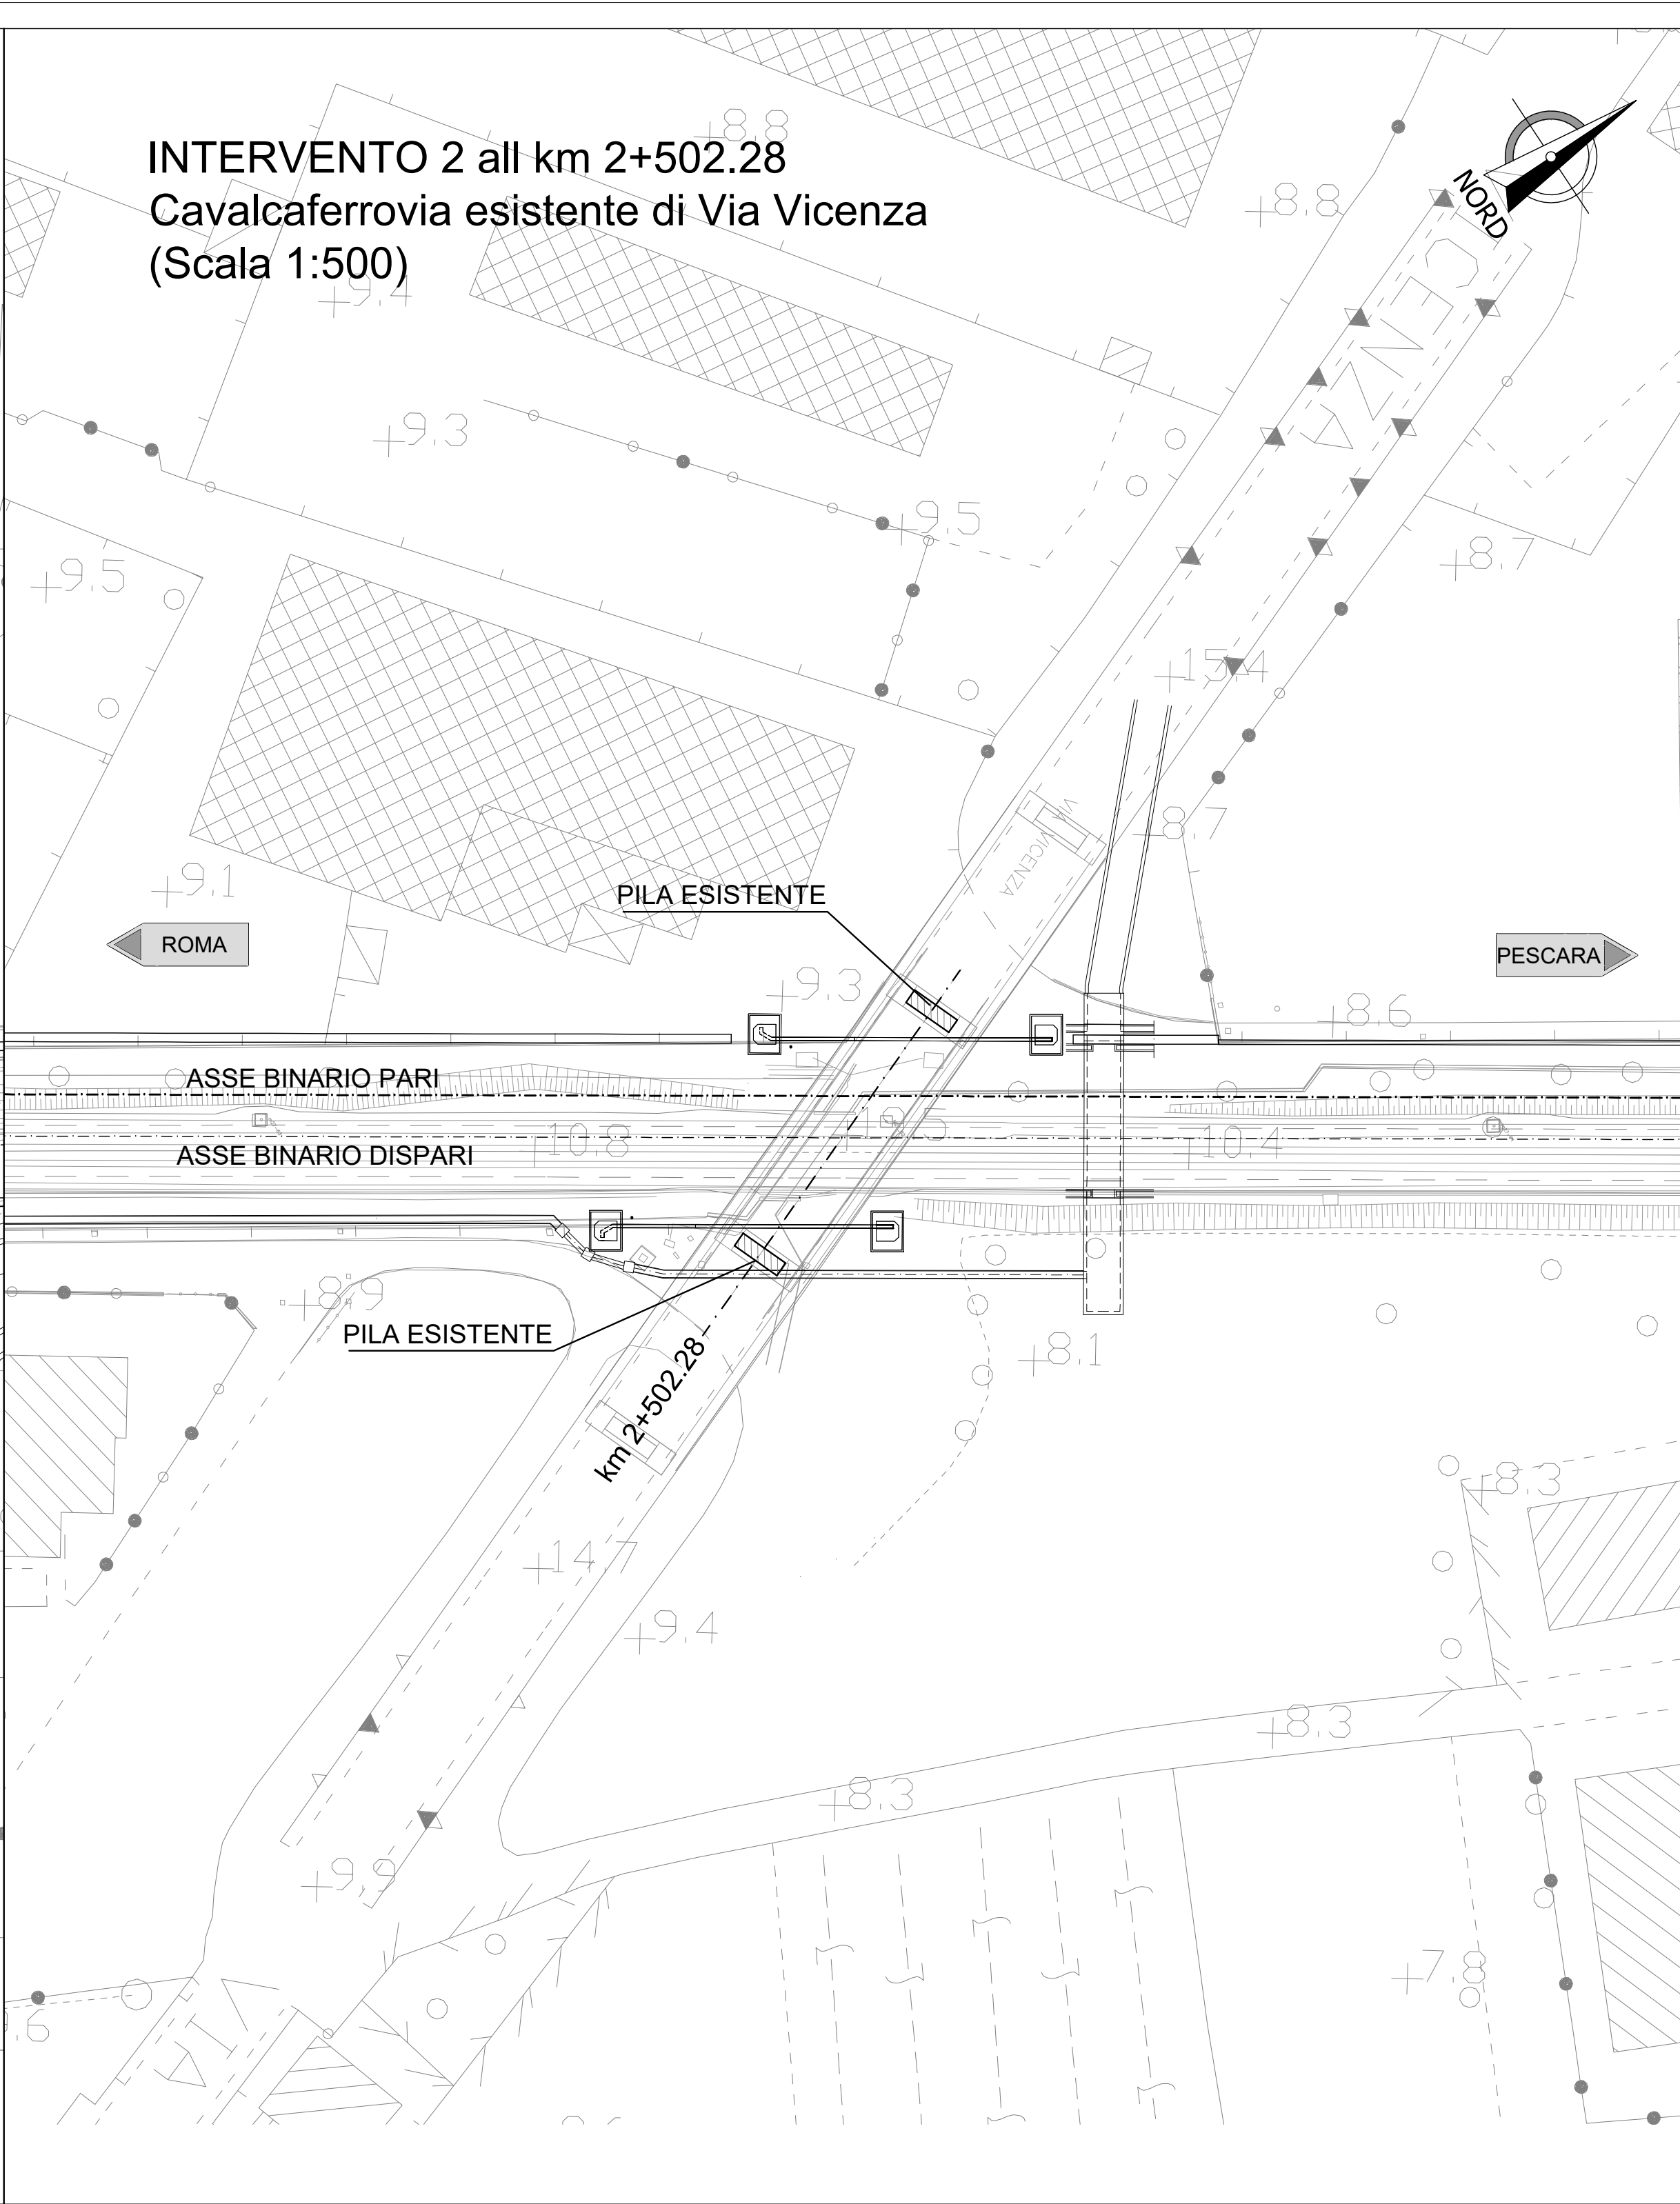 INTERVENTO 2 all km 2+502.28
Cavalcaferrovia esistente di Via Vicenza
(Scala 1:500)
+8.8
NORD
+8.8
+9.4
CENZA
+9.3
+9.5
+9.5
+8.7
+15.4
+8.7
VIA VICENZA
+9.1
PILA ESISTENTE
ROMA
PESCARA
+9.3
+8.6
ASSE BINARIO PARI
ASSE BINARIO DISPARI
10.8
10.4
+8.9
PILA ESISTENTE
+8.1
km 2+502.28
+8.3
+14.7
+9.4
+8.3
+8.3
+9.9
+7.8
VIA